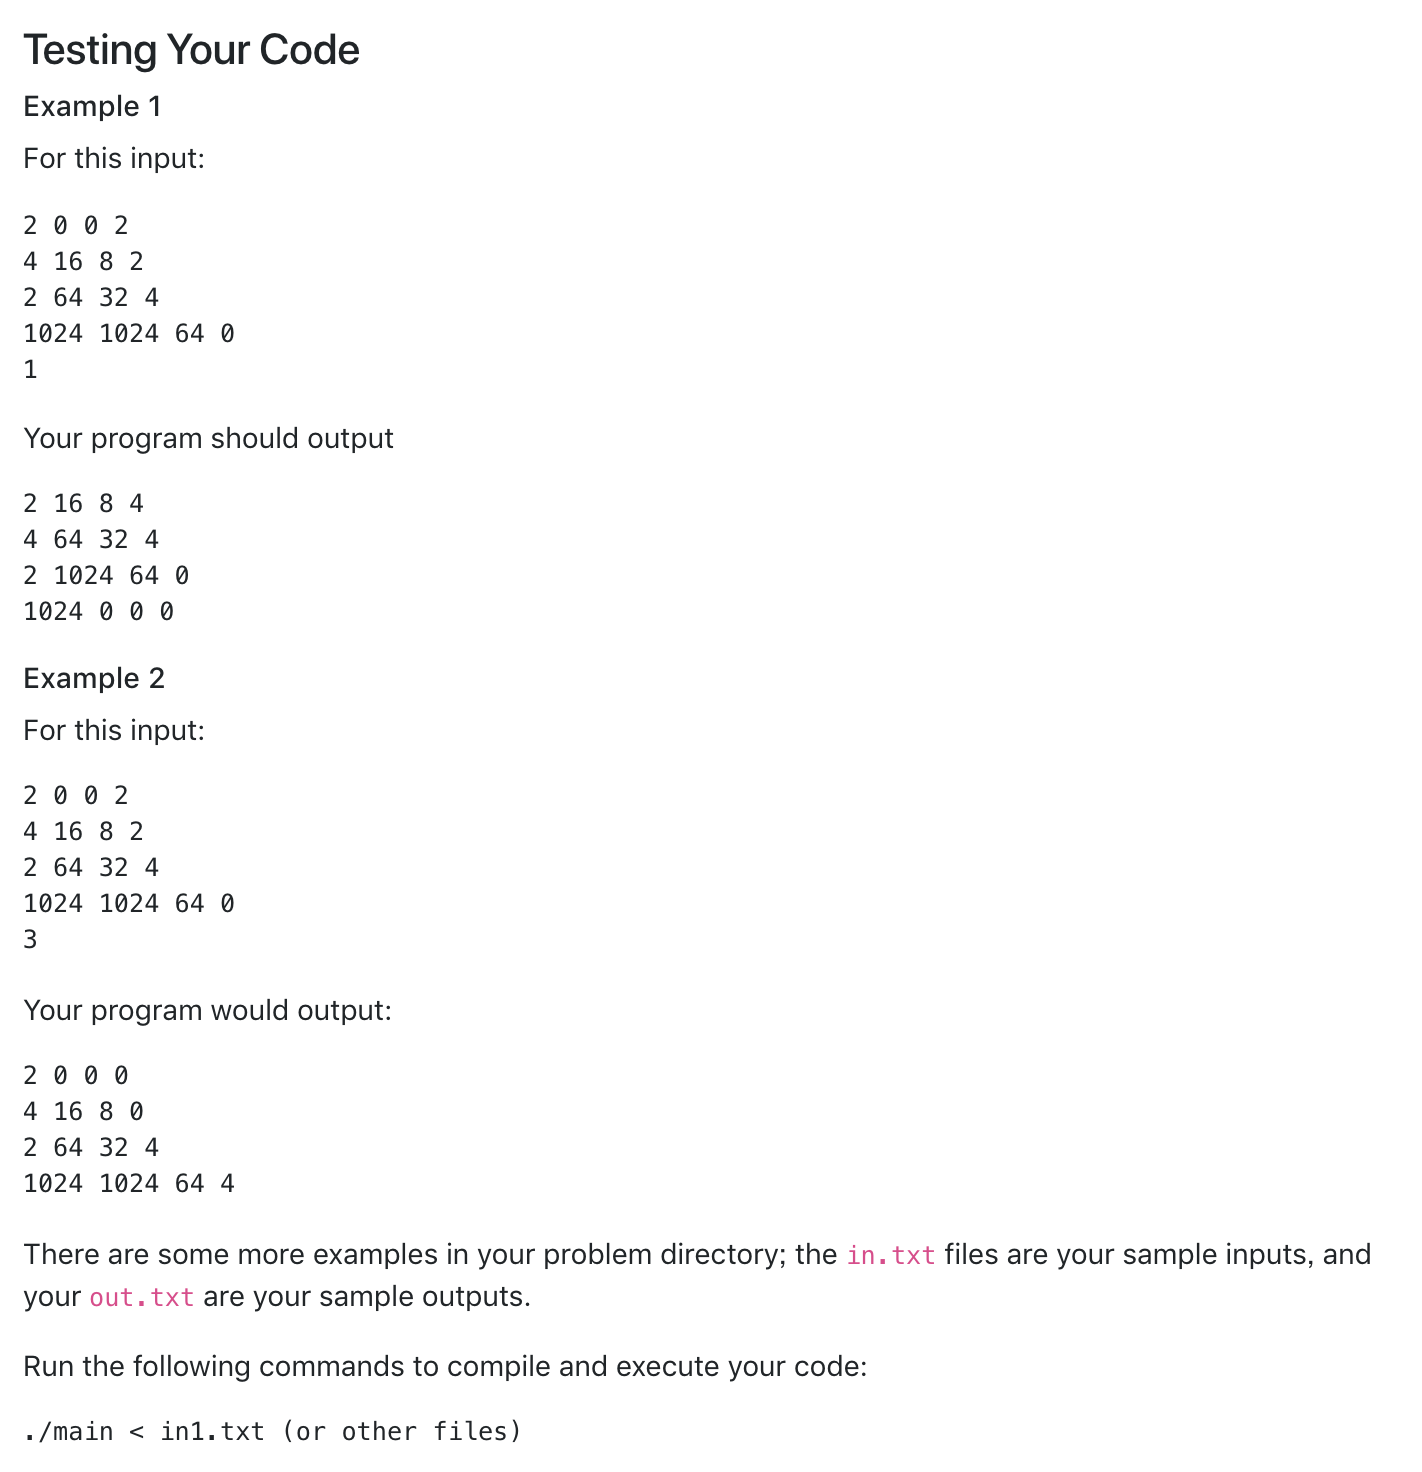 Testing Your Code
Example 1
For this input:
2 0 0 2
4 16 8 2
2 64 32 4
1024 1024 64 0
1
Your program should output
2 16 8 4
4 64 32 4
2 1024 64 0
1024 0 0 0
Example 2
For this input:
2 0 0 2
4 16 8 2
2 64 32 4
1024 1024 64 0
3
Your program would output:
2 0 0 0
4 16 8 0
2 64 32 4
1024 1024 64 4
There are some more examples in your problem directory; the in.txt files are your sample inputs, and
your out.txt are your sample outputs.
Run the following commands to compile and execute your code:
./main < in1.txt (or other files)